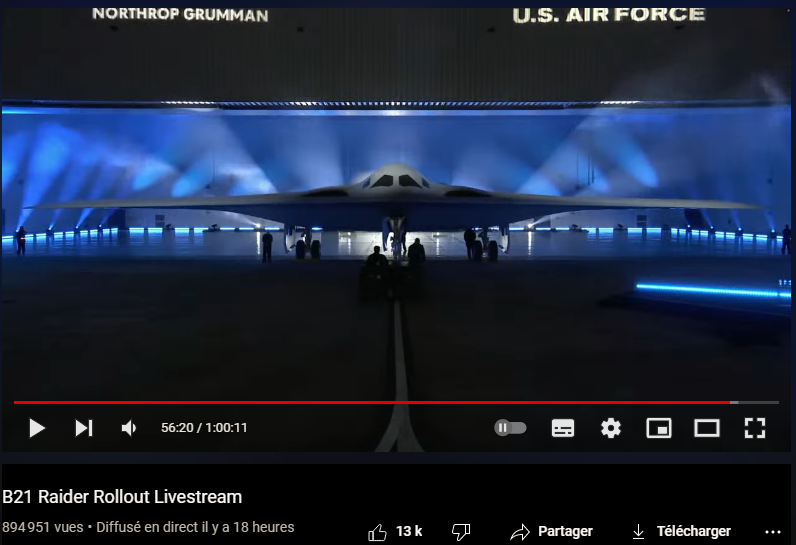 NORTHROP GRUMMAN
U.S. AIR FORCE
56:20 / 1:00:11
B21 Raider Rollout Livestream
894 951 vues • Diffusé en direct il y a 18 heures
13 k
Partager
Télécharger